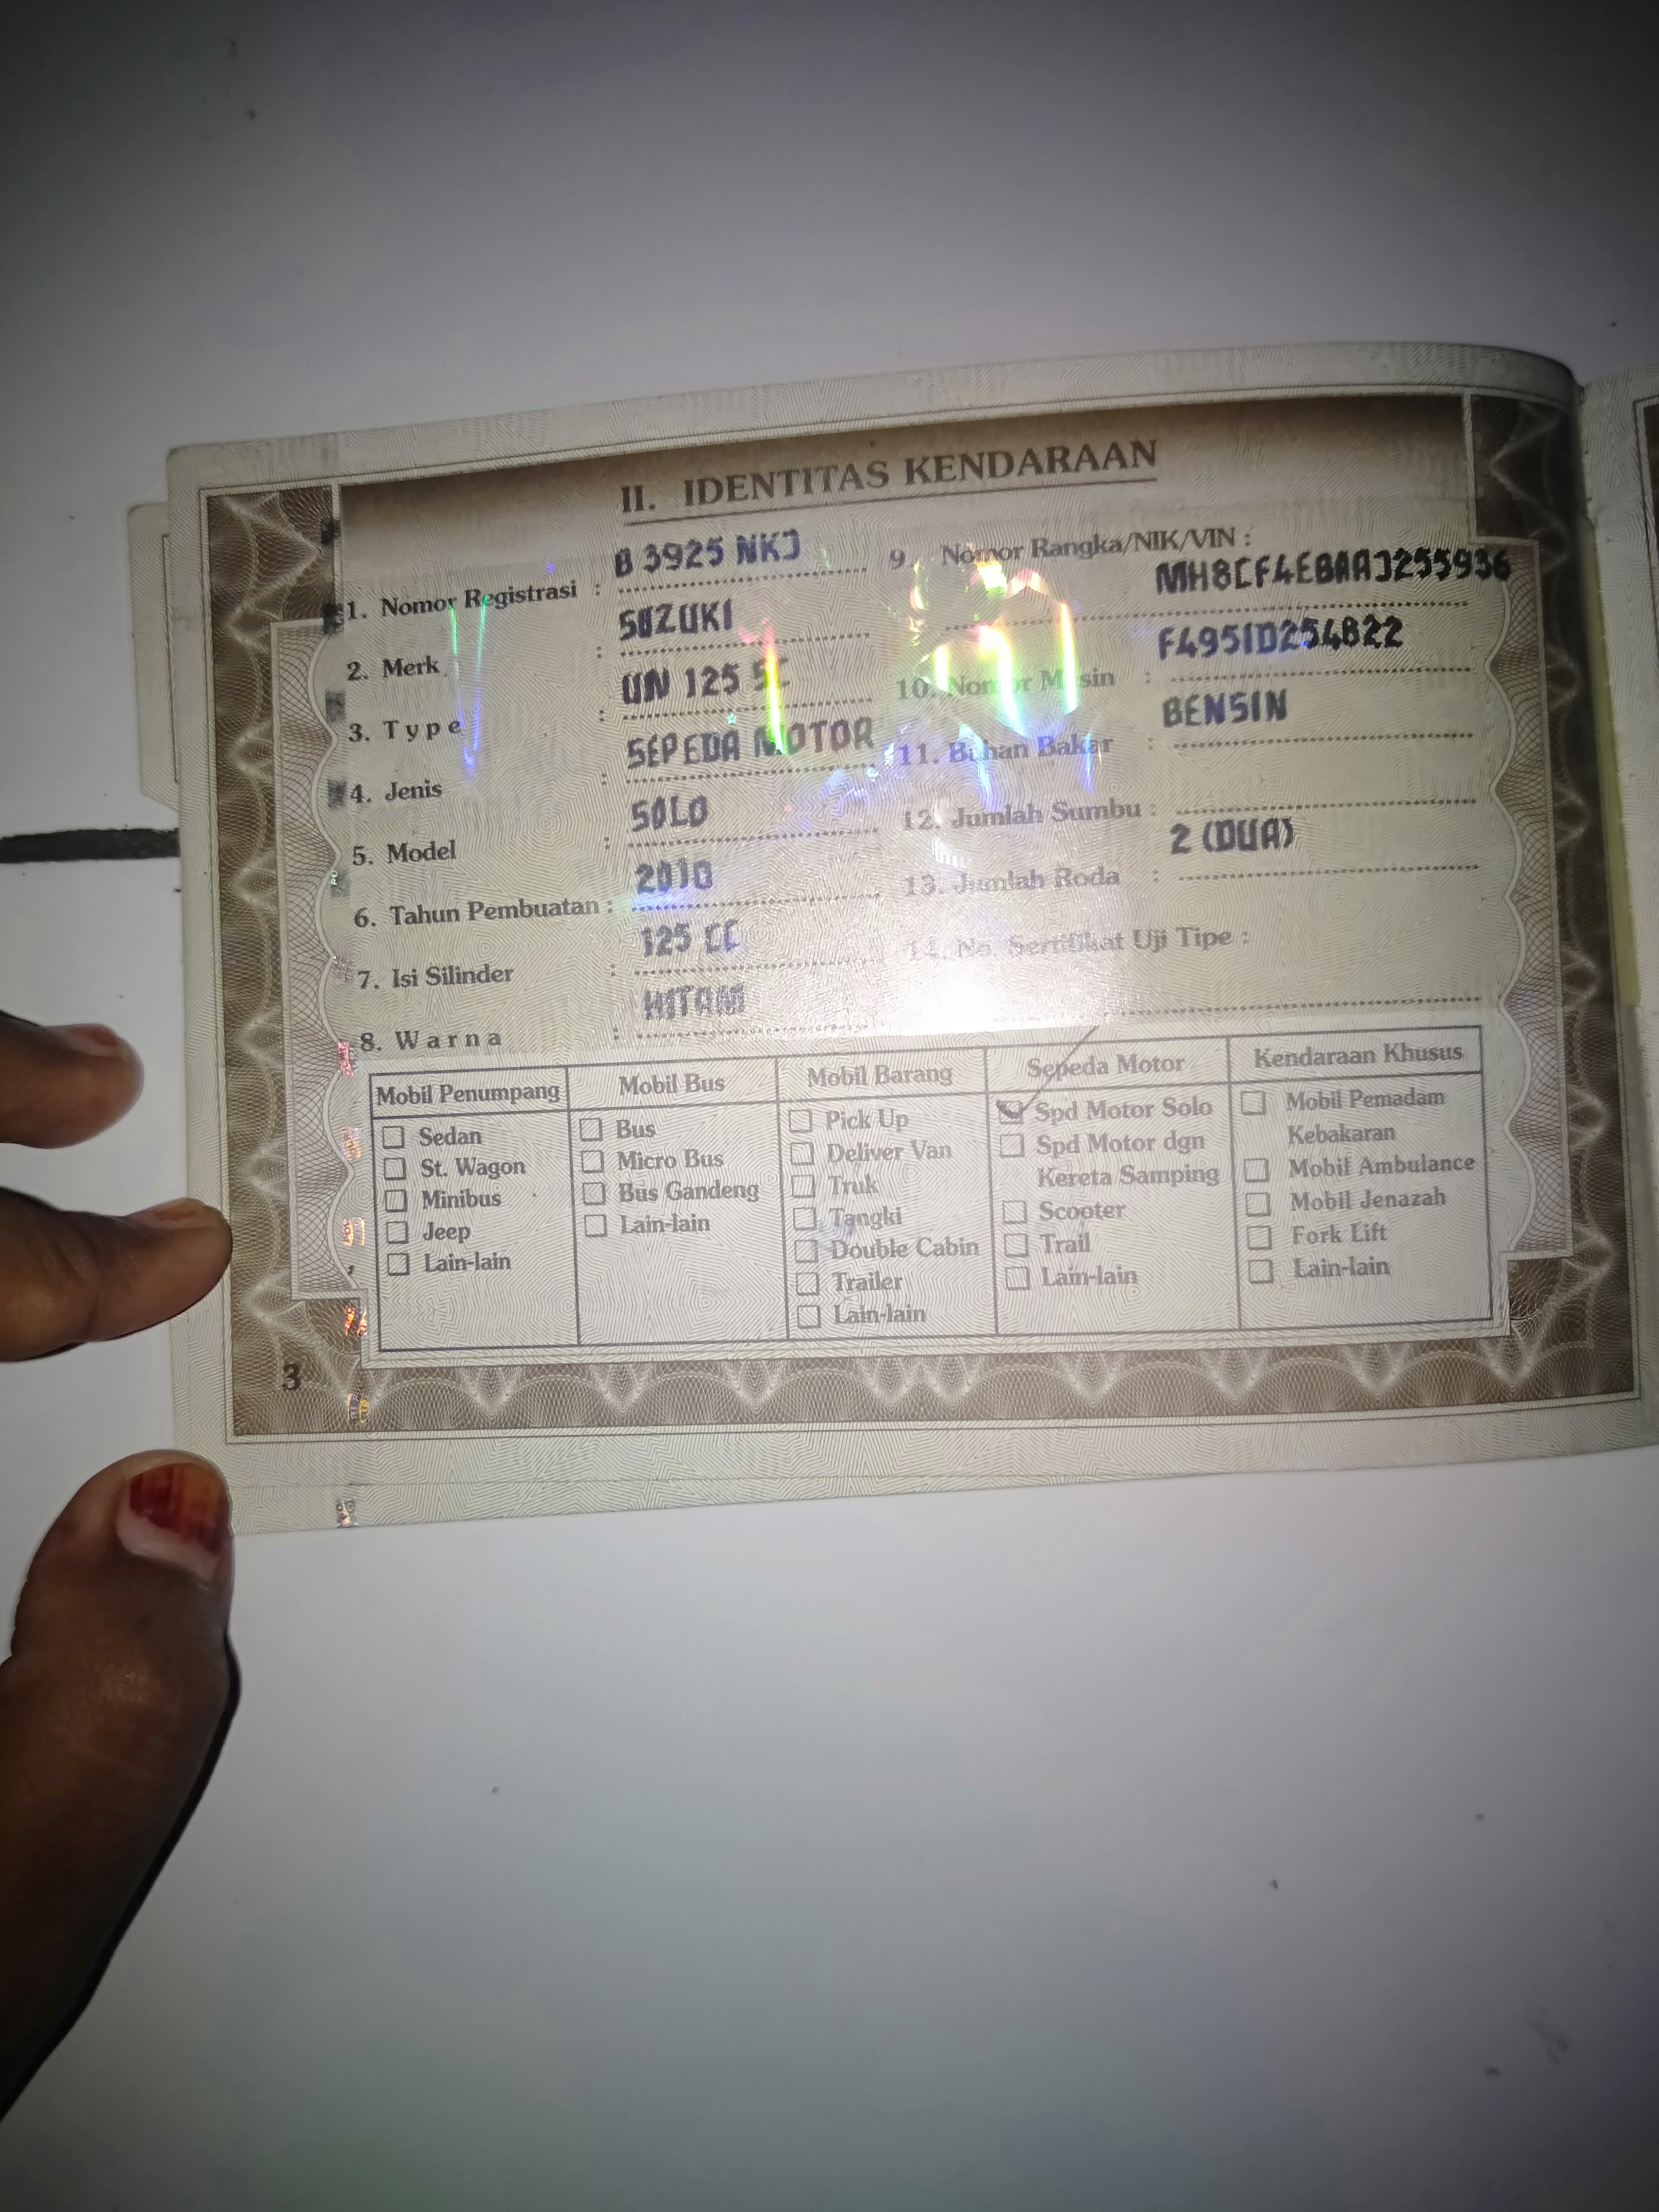 II. IDENTITAS KENDARAAN
1. Nomor Registrasi : B 3925 NKJ
2. Merk : SUZUKI
3. Type : UN 125 SC
4. Jenis : SEPEDA MOTOR
5. Model : SOLO
6. Tahun Pembuatan : 2010
7. Isi Silinder : 125 CC
8. Warna : HITAM
9. Nomor Rangka/NIK/VIN :
MH8CF4EBAAJ255936
10. Nomor Mesin : F495ID254822
11. Bahan Bakar : BENSIN
12. Jumlah Sumbu :
13. Jumlah Roda : 2 (DUA)
14. No. Sertifikat Uji Tipe :
Mobil Penumpang
Sedan
St. Wagon
Minibus
Jeep
Lain-lain
Mobil Bus
Bus
Micro Bus
Bus Gandeng
Lain-lain
Mobil Barang
Pick Up
Deliver Van
Truk
Tangki
Double Cabin
Trailer
Lain-lain
Sepeda Motor
Spd Motor Solo
Spd Motor dgn
Kereta Samping
Scooter
Trail
Lain-lain
Kendaraan Khusus
Mobil Pemadam
Kebakaran
Mobil Ambulance
Mobil Jenazah
Fork Lift
Lain-lain
3